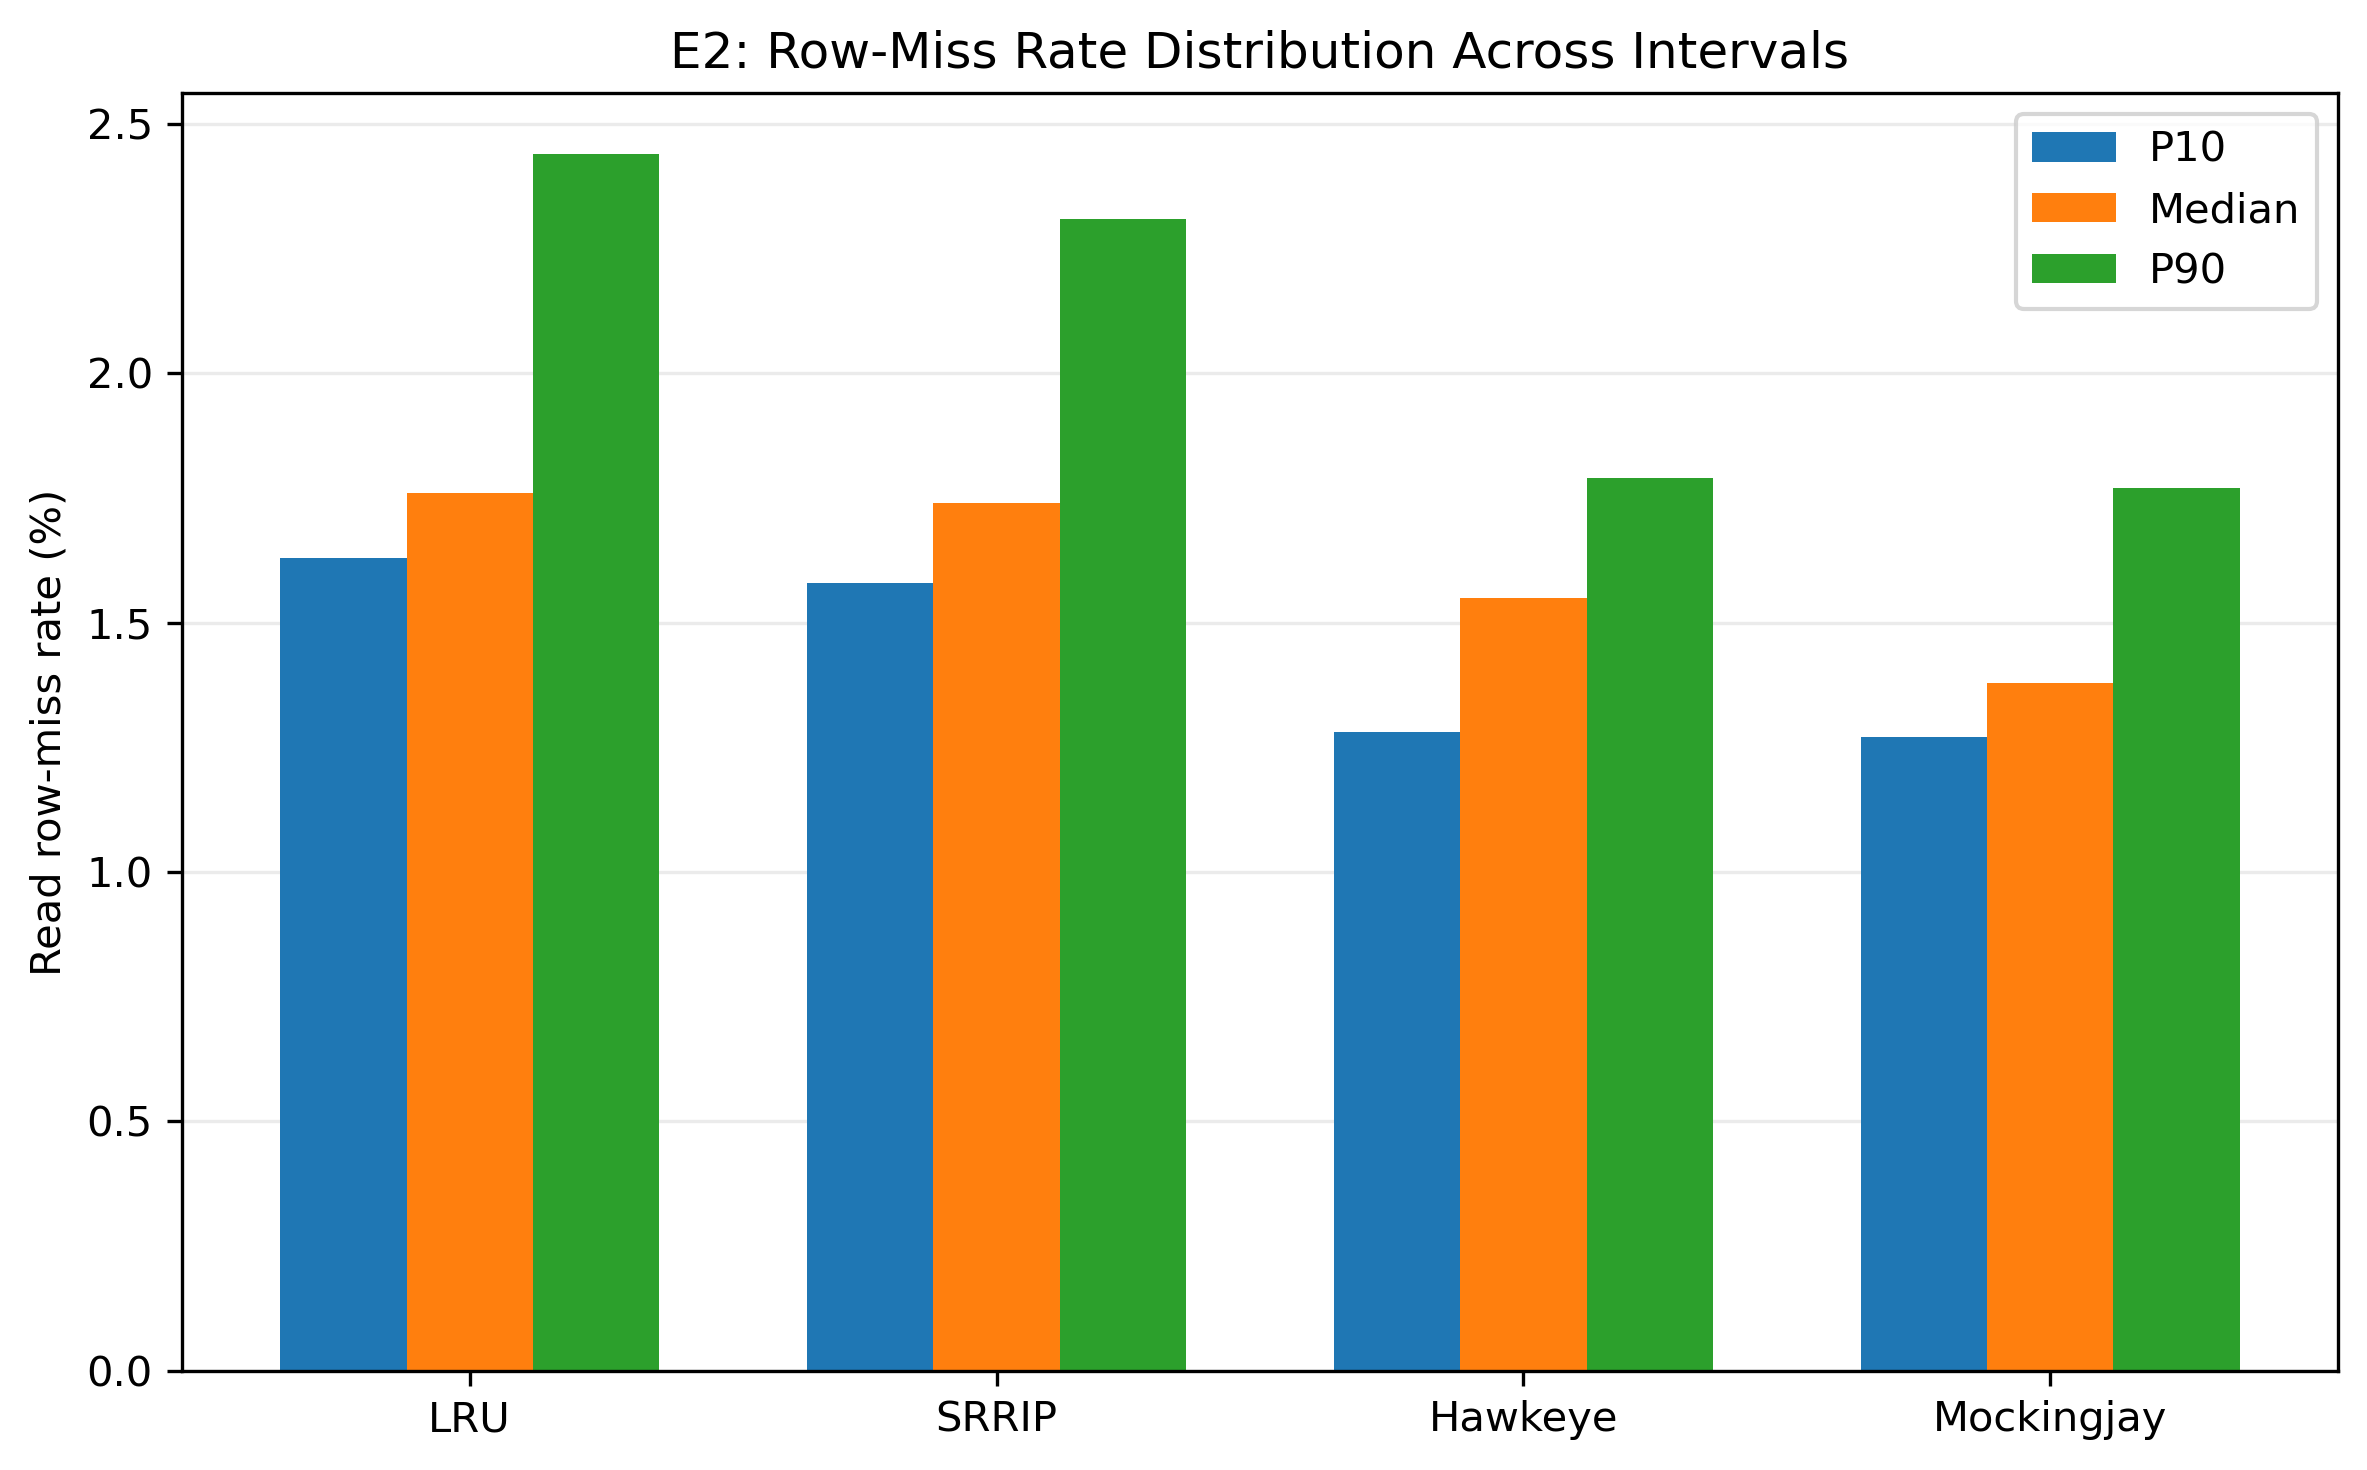 E2: Row-Miss Rate Distribution Across Intervals
Read row-miss rate (%)
2.5
2.0
1.5
1.0
0.5
0.0
P10
Median
P90
LRU
SRRIP
Hawkeye
Mockingjay